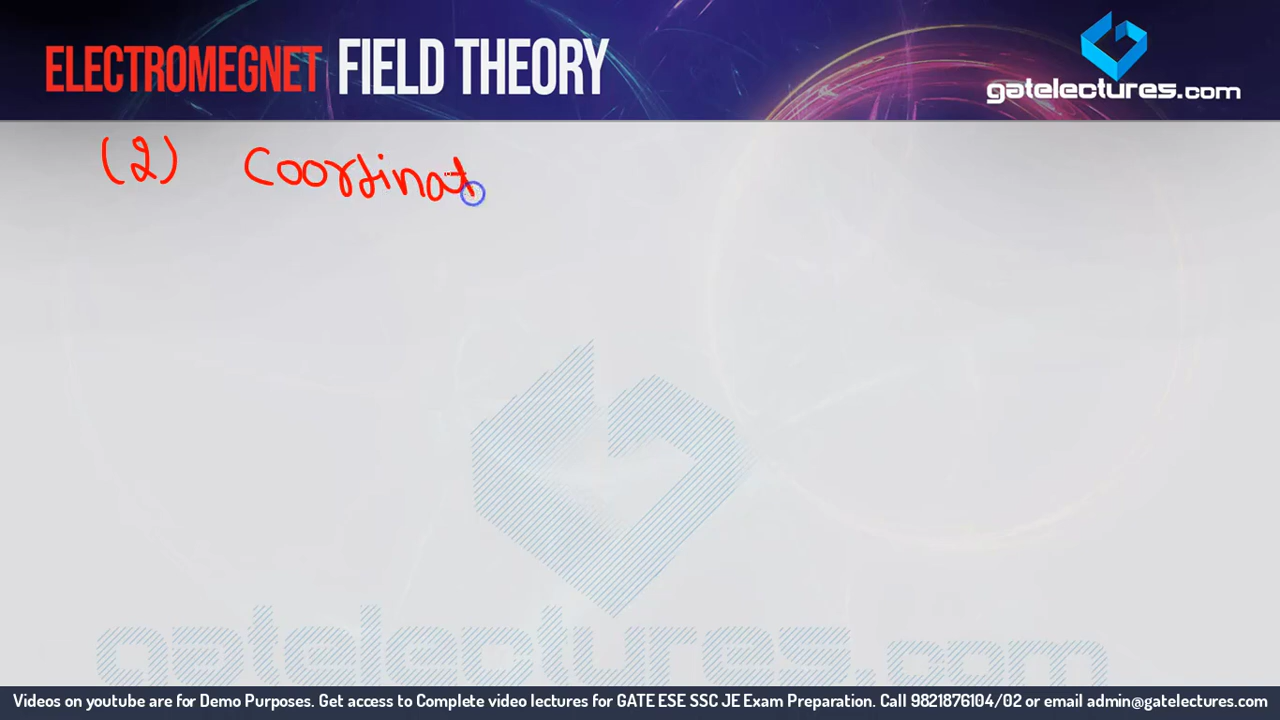 ELECTROMEGNET FIELD THEORY
gatelectures.com
(2) Coordinat
gatelectures.com
Videos on youtube are for Demo Purposes. Get access to Complete video lectures for GATE ESE SSC JE Exam Preparation. Call 9821876104/02 or email admin@gatelectures.com